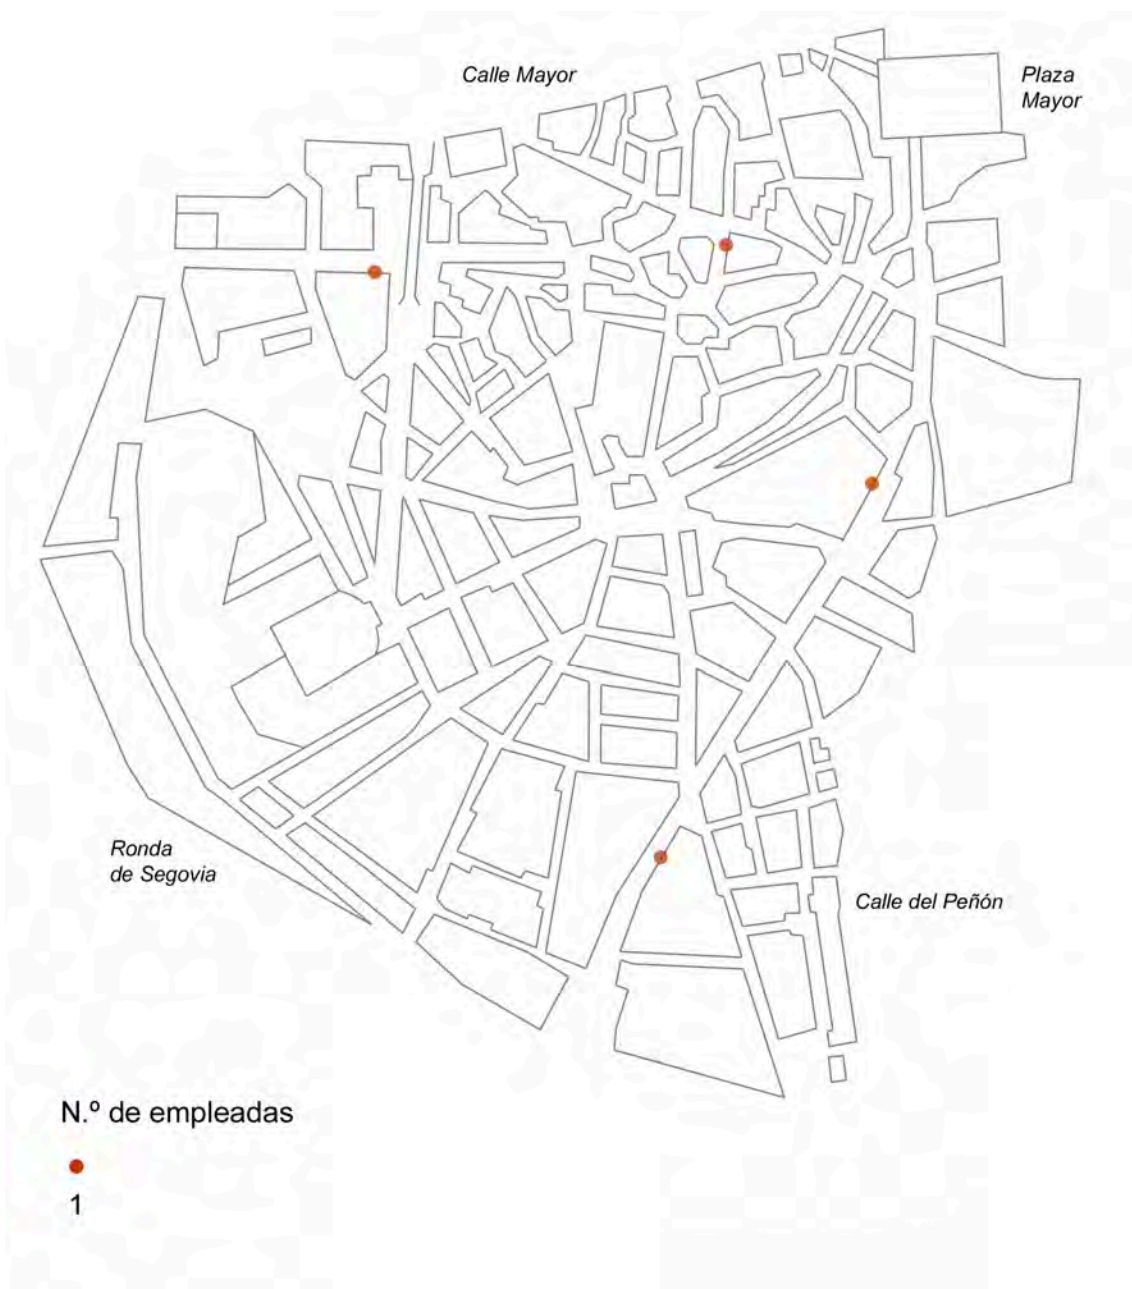 Calle Mayor
Plaza
Mayor
Ronda
de Segovia
Calle del Peñón
N.º de empleadas
1